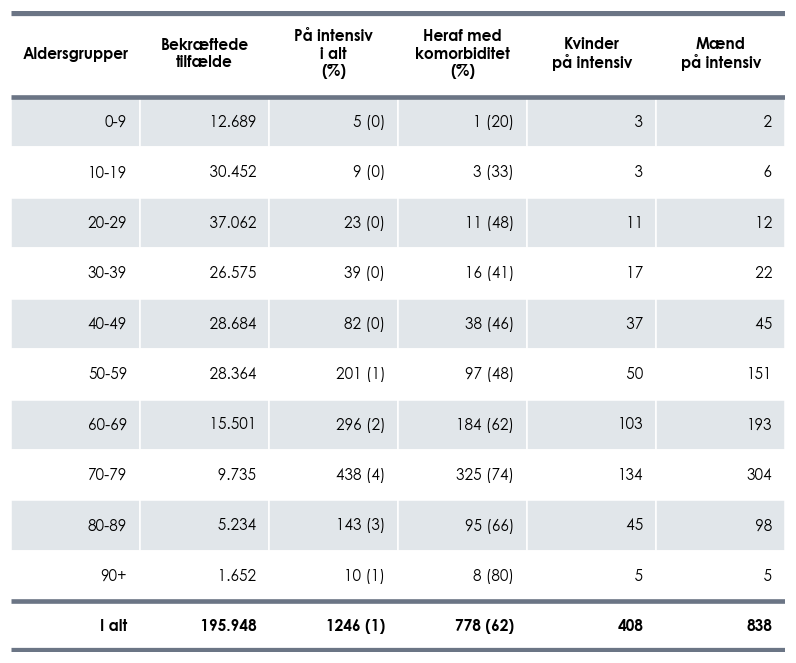 Aldersgrupper Bekræftede tilfælde På intensiv i alt (%) Heraf med komorbiditet (%) Kvinder på intensiv Mænd på intensiv
0-9 12.689 5 (0) 1 (20) 3 2
10-19 30.452 9 (0) 3 (33) 3 6
20-29 37.062 23 (0) 11 (48) 11 12
30-39 26.575 39 (0) 16 (41) 17 22
40-49 28.684 82 (0) 38 (46) 37 45
50-59 28.364 201 (1) 97 (48) 50 151
60-69 15.501 296 (2) 184 (62) 103 193
70-79 9.735 438 (4) 325 (74) 134 304
80-89 5.234 143 (3) 95 (66) 45 98
90+ 1.652 10 (1) 8 (80) 5 5
I alt 195.948 1246 (1) 778 (62) 408 838